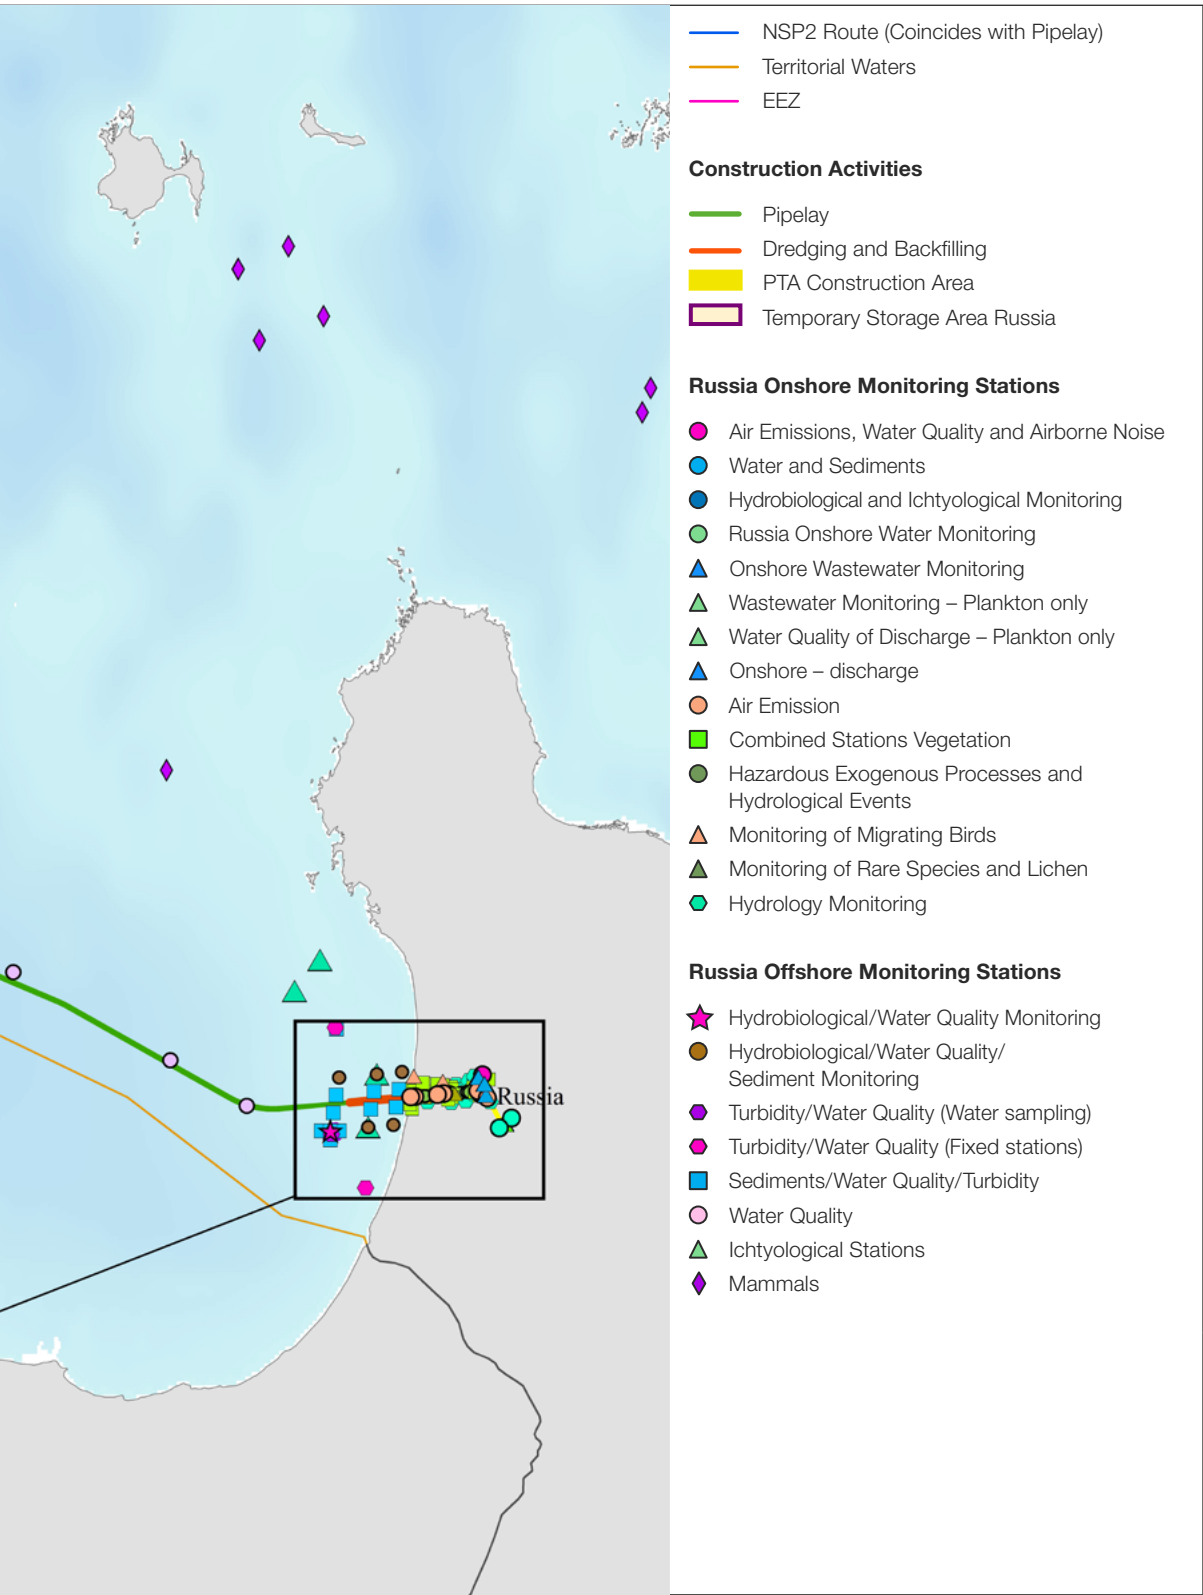 NSP2 Route (Coincides with Pipelay)
Territorial Waters
EEZ
Construction Activities
Pipelay
Dredging and Backfilling
PTA Construction Area
Temporary Storage Area Russia
Russia Onshore Monitoring Stations
Air Emissions, Water Quality and Airborne Noise
Water and Sediments
Hydrobiological and Ichtyological Monitoring
Russia Onshore Water Monitoring
Onshore Wastewater Monitoring
Wastewater Monitoring – Plankton only
Water Quality of Discharge – Plankton only
Onshore – discharge
Air Emission
Combined Stations Vegetation
Hazardous Exogenous Processes and
Hydrological Events
Monitoring of Migrating Birds
Monitoring of Rare Species and Lichen
Hydrology Monitoring
Russia Offshore Monitoring Stations
Hydrobiological/Water Quality Monitoring
Hydrobiological/Water Quality/
Sediment Monitoring
Turbidity/Water Quality (Water sampling)
Turbidity/Water Quality (Fixed stations)
Sediments/Water Quality/Turbidity
Water Quality
Ichtyological Stations
Mammals
Russia